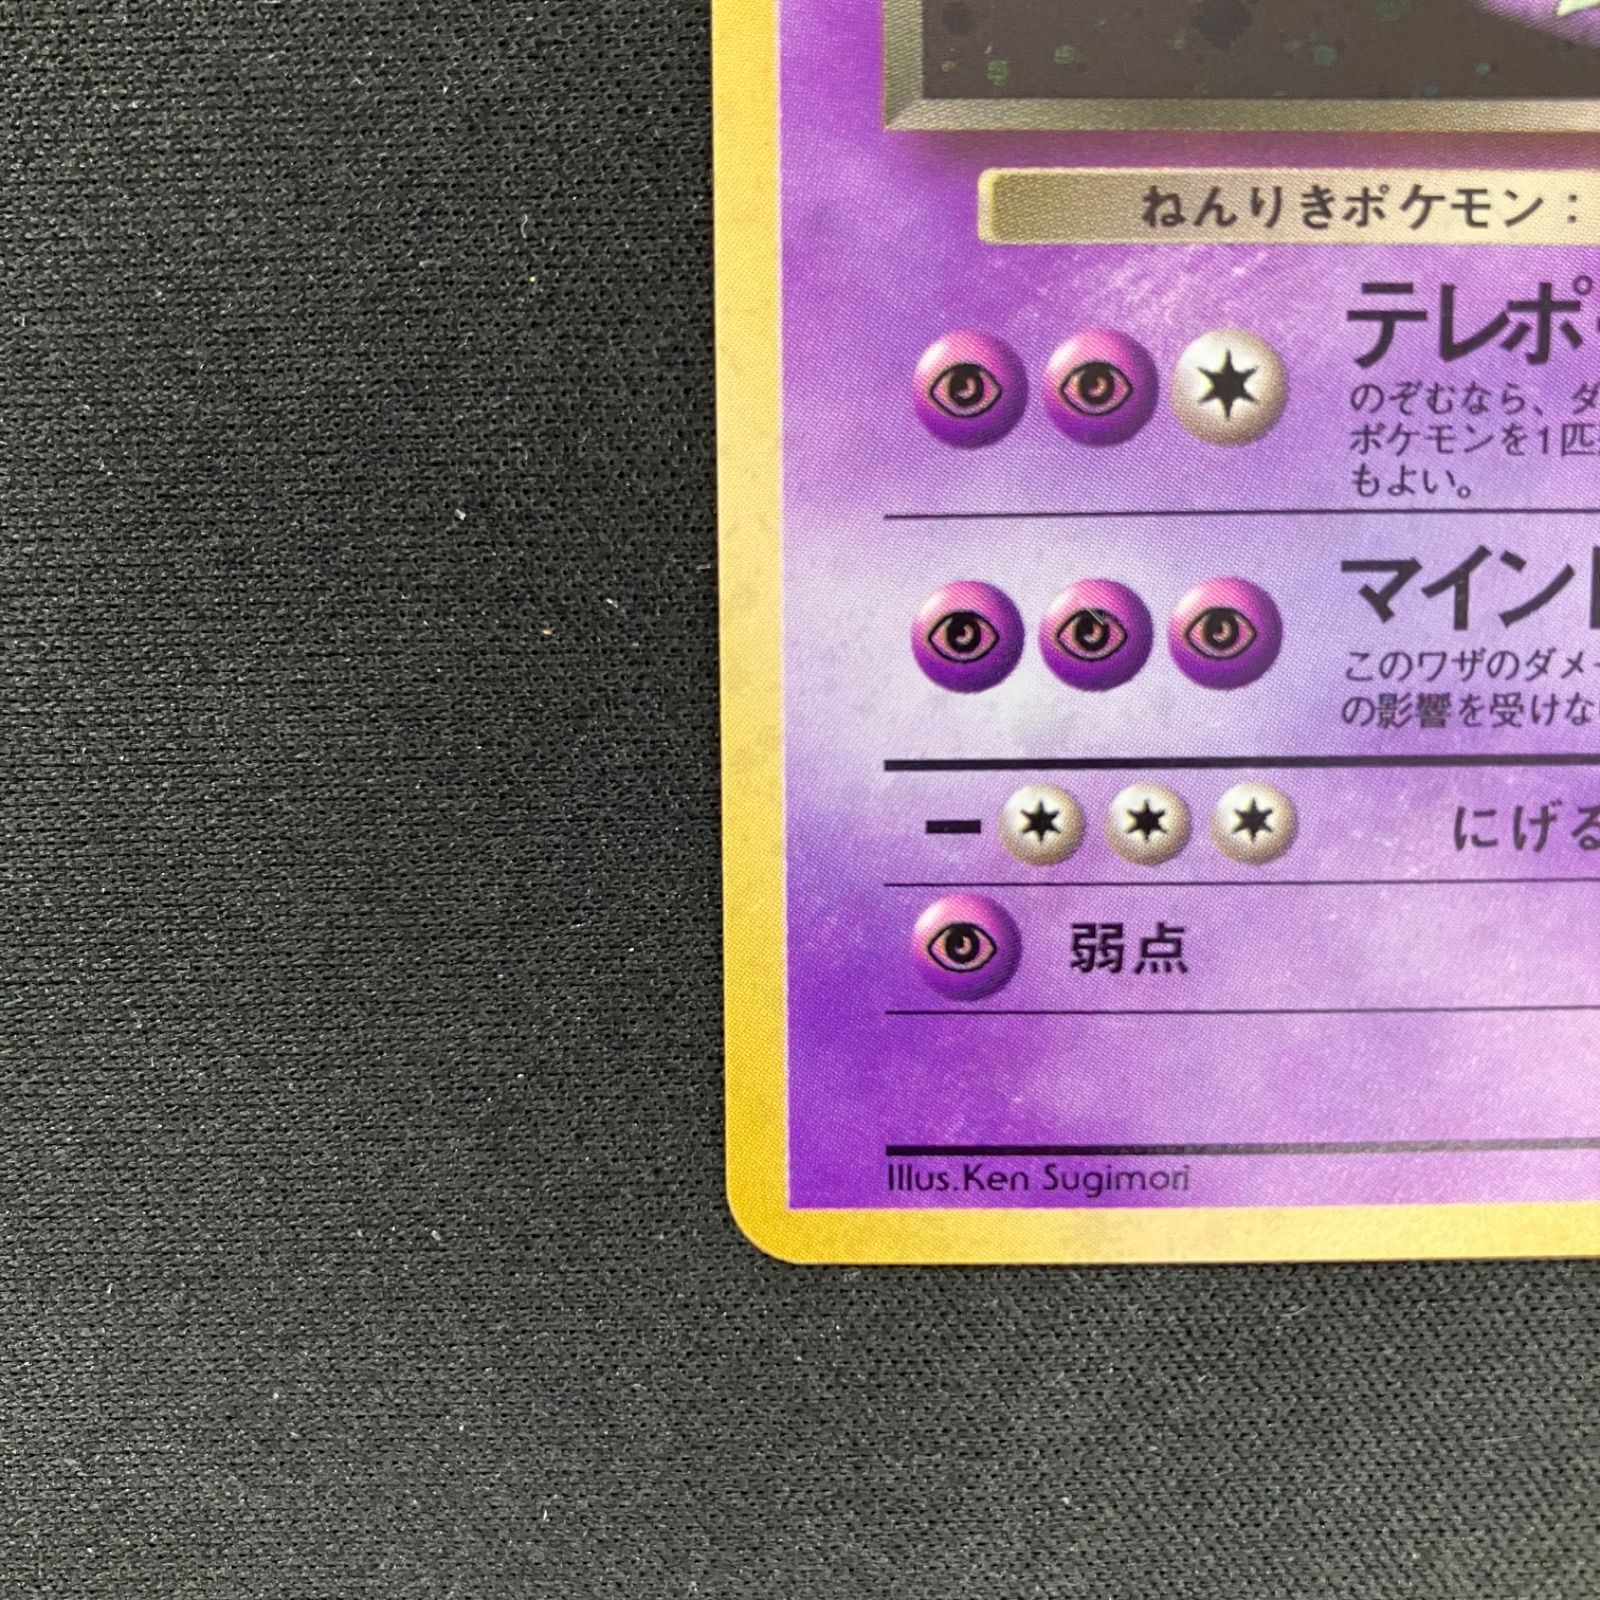 ねんりきポケモン：
テレポ
のぞむなら、ダ
ポケモンを1匹
もよい。
マインド
このワザのダメー
の影響を受けな
にげる
弱点
Illus.Ken Sugimori